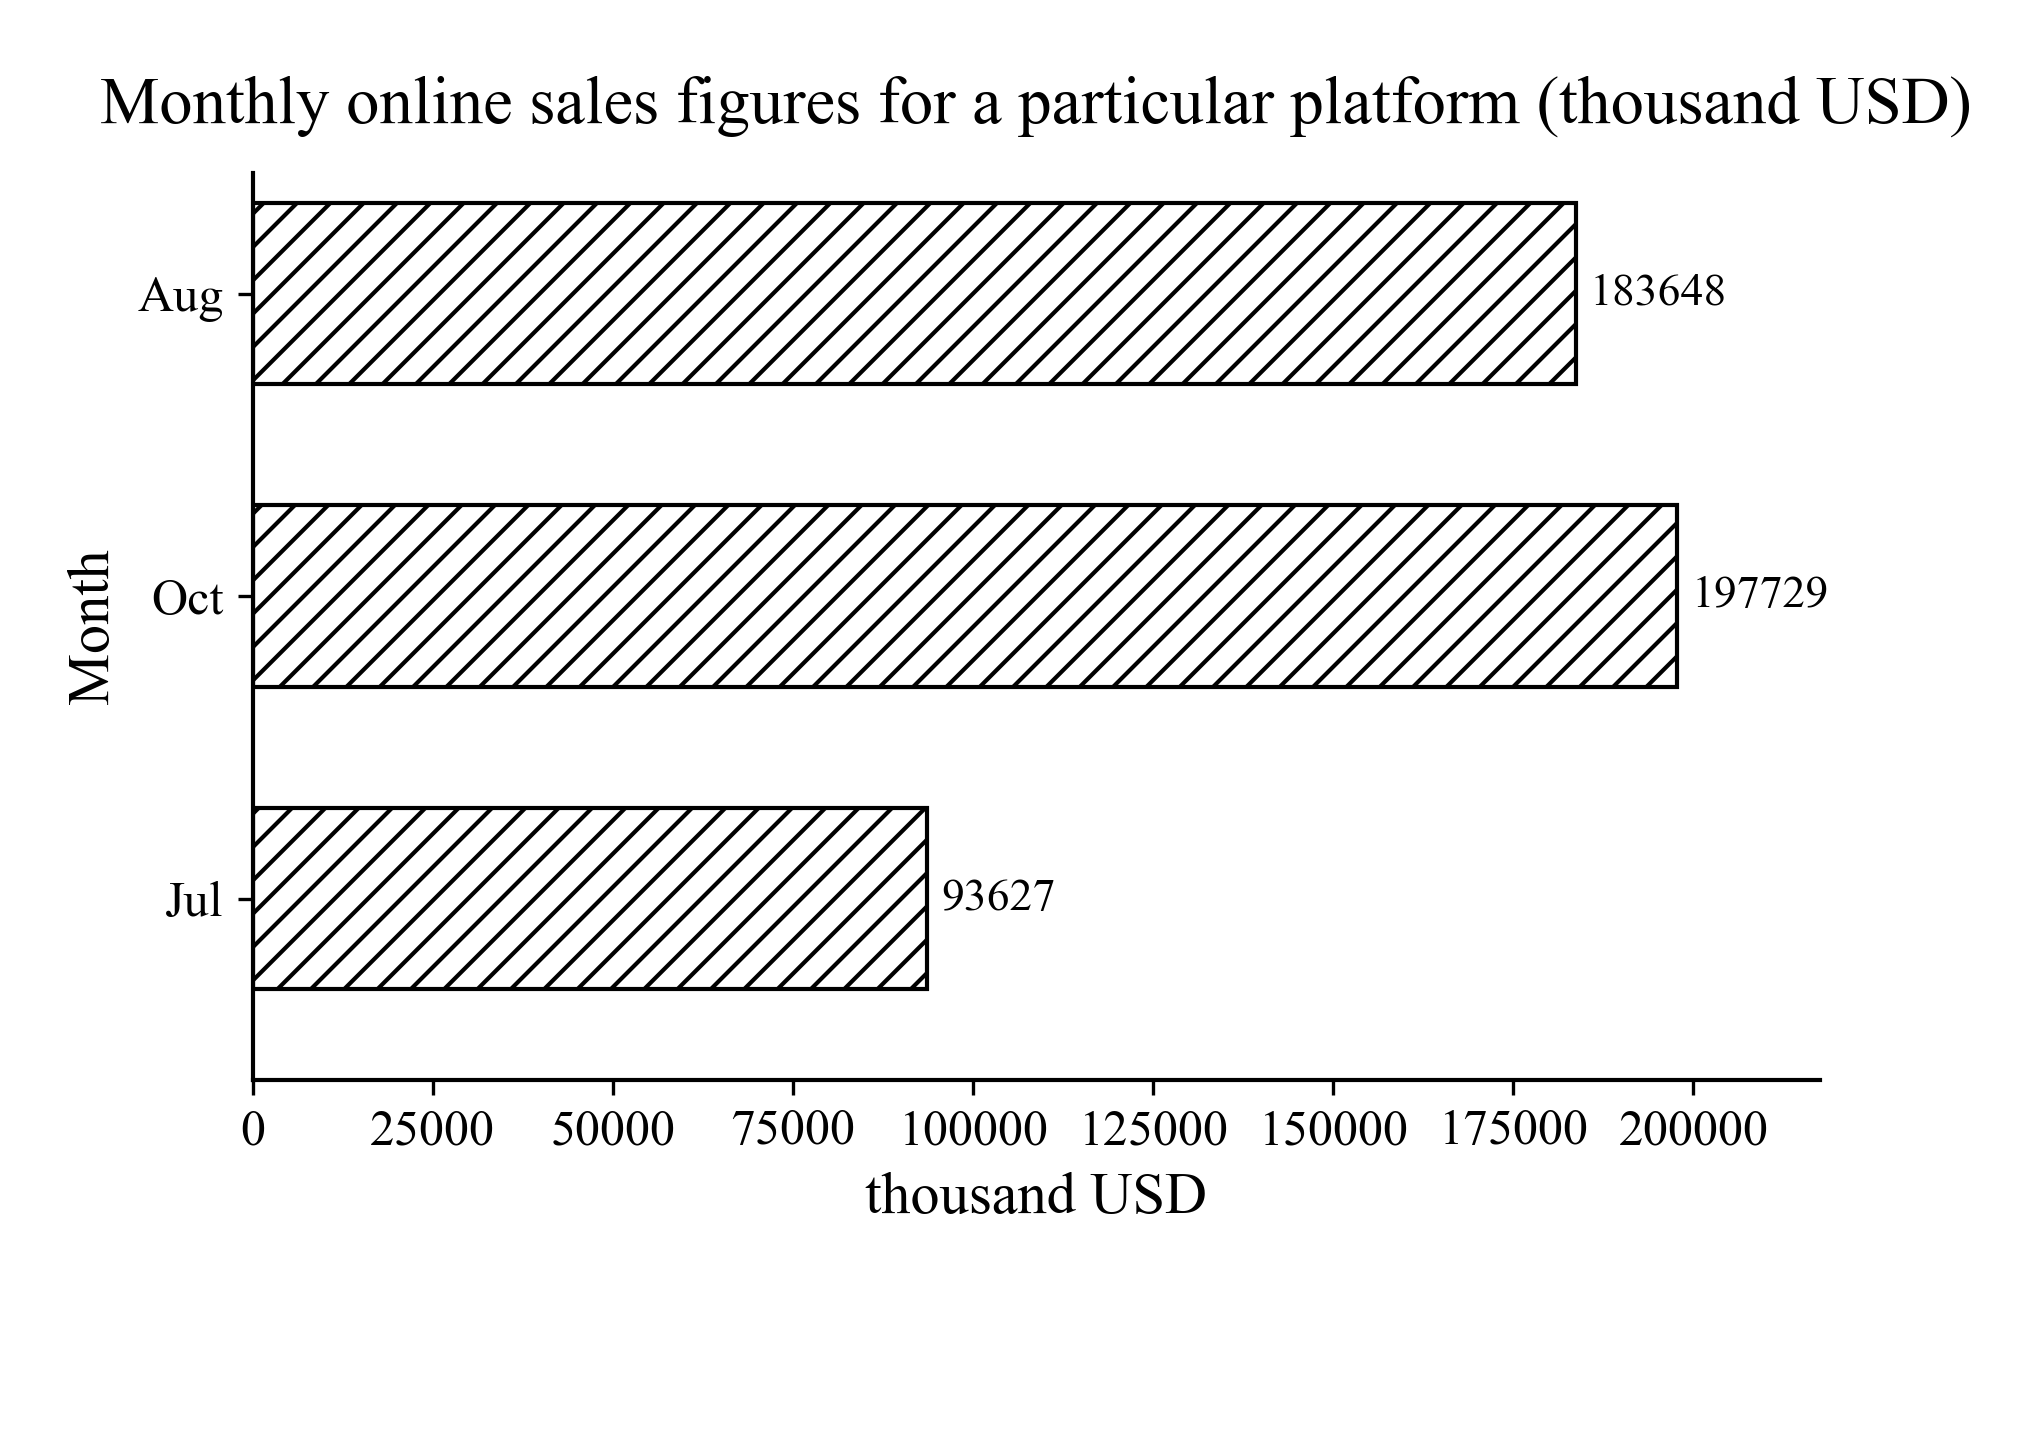 Monthly online sales figures for a particular platform (thousand USD)
Aug
183648
Oct
197729
Month
Jul
93627
0 25000 50000 75000 100000 125000 150000 175000 200000
thousand USD